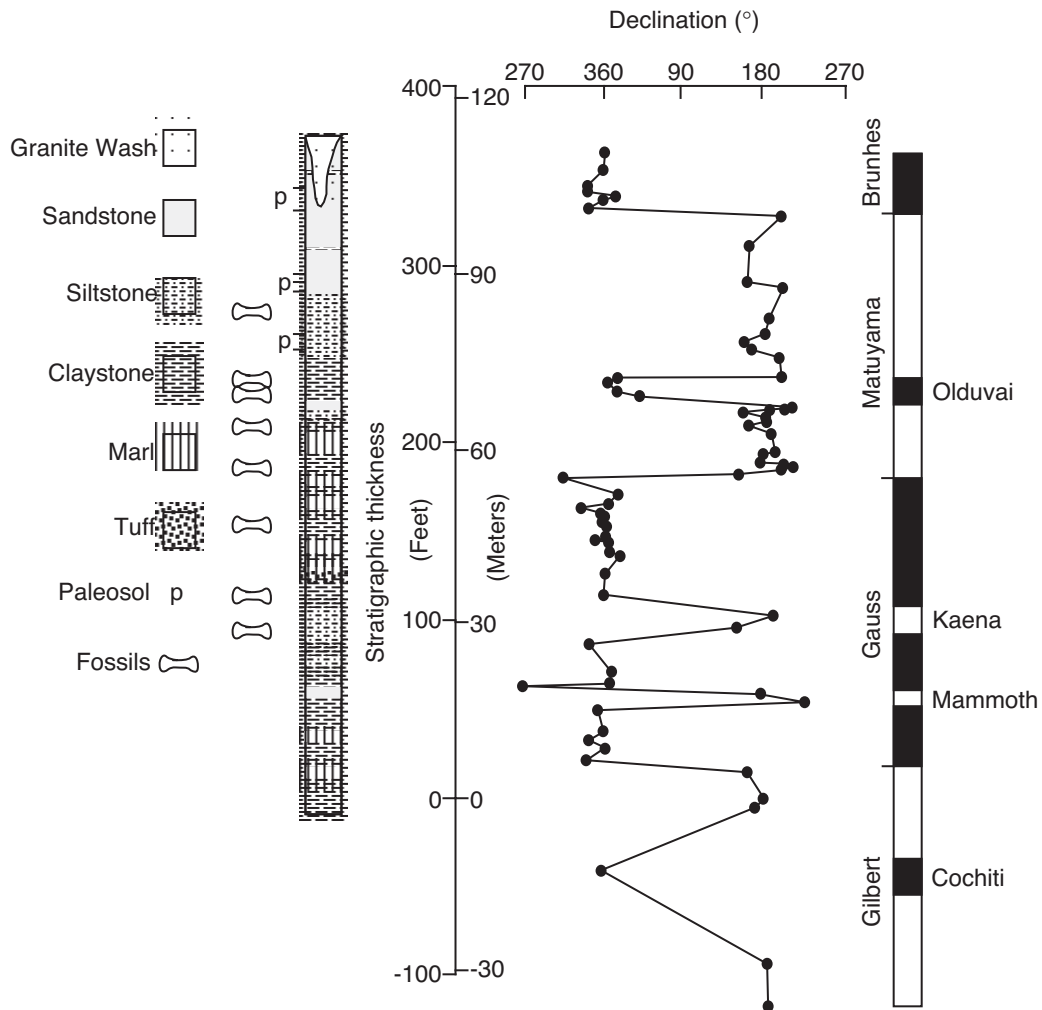 Declination (°)
270 360 90 180 270
400
120
Granite Wash
Sandstone
Siltstone
Claystone
Marl
Tuff
Paleosol p
Fossils
p
p
p
Stratigraphic thickness
(Feet)
(Meters)
300
90
200
60
100
30
0
0
-100
-30
Brunhes
Matuyama
Gauss
Gilbert
Olduvai
Kaena
Mammoth
Cochiti